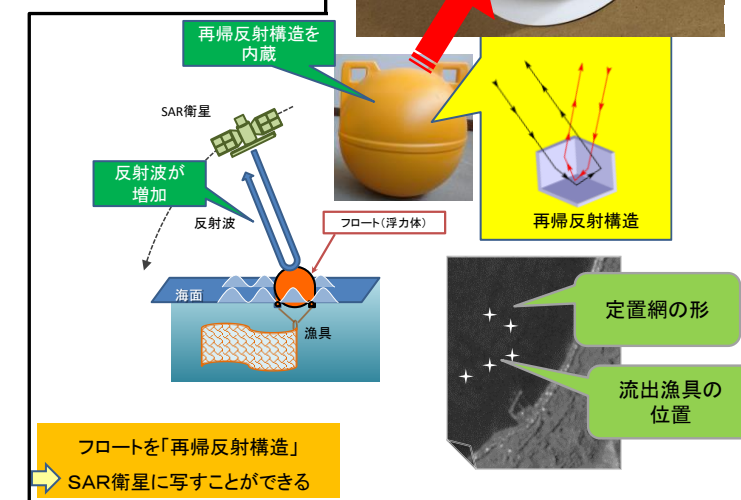 再帰反射構造を
内蔵
SAR衛星
反射波が
増加
反射波
フロート（浮力体）
海面
漁具
再帰反射構造
定置網の形
流出漁具の
位置
フロートを「再帰反射構造」
SAR衛星に写すことができる